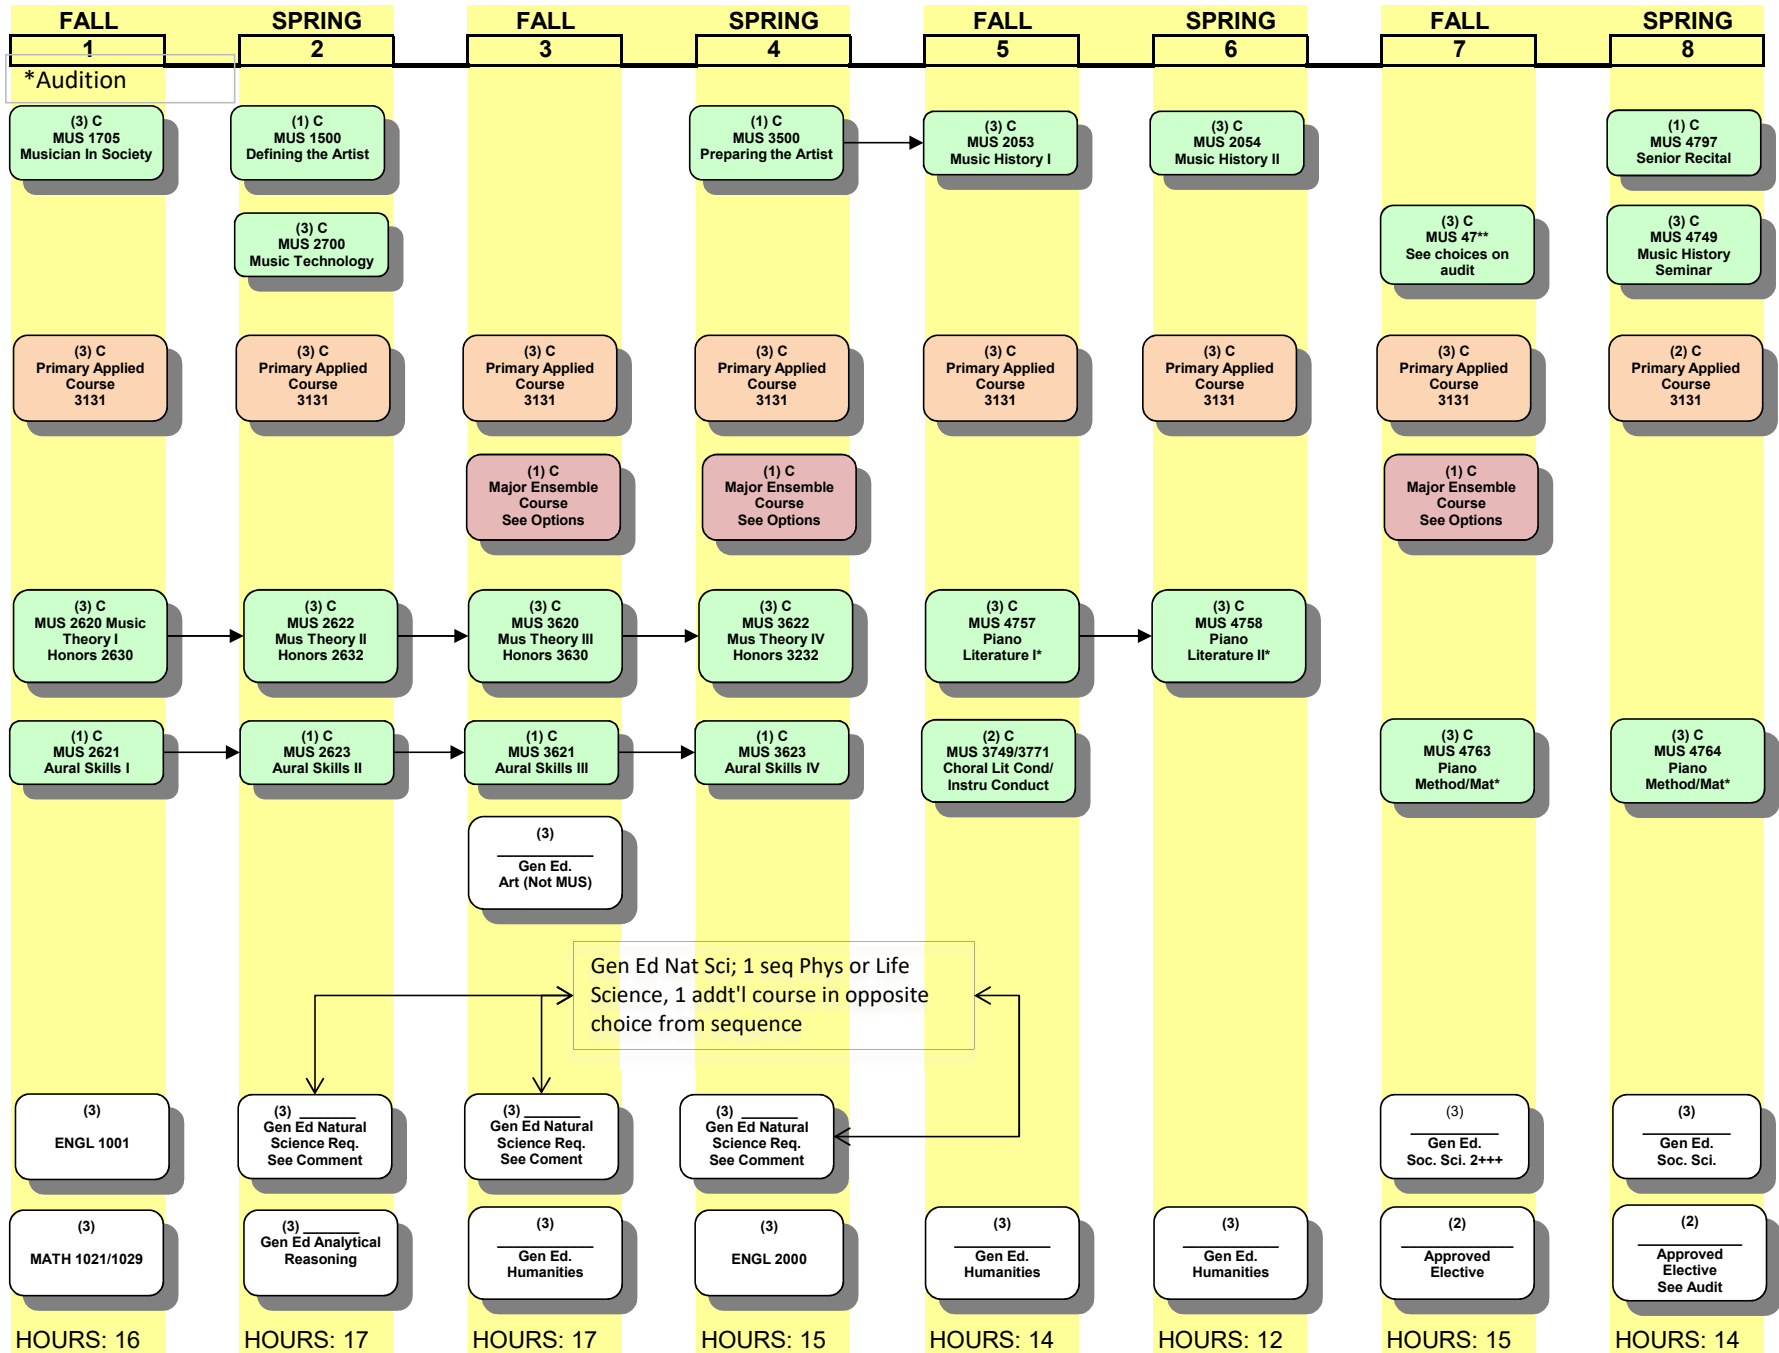 FALL
SPRING
FALL
SPRING
FALL
SPRING
FALL
SPRING
1
2
3
4
5
6
7
8
*Audition
(3) C
MUS 1705
Musician In Society
(1) C
MUS 1500
Defining the Artist
(1) C
MUS 3500
Preparing the Artist
(3) C
MUS 2053
Music History I
(3) C
MUS 2054
Music History II
(1) C
MUS 4797
Senior Recital
(3) C
MUS 2700
Music Technology
(3) C
MUS 47**
See choices on
audit
(3) C
MUS 4749
Music History
Seminar
(3) C
Primary Applied
Course
3131
(3) C
Primary Applied
Course
3131
(3) C
Primary Applied
Course
3131
(3) C
Primary Applied
Course
3131
(3) C
Primary Applied
Course
3131
(3) C
Primary Applied
Course
3131
(3) C
Primary Applied
Course
3131
(2) C
Primary Applied
Course
3131
(1) C
Major Ensemble
Course
See Options
(1) C
Major Ensemble
Course
See Options
(1) C
Major Ensemble
Course
See Options
(3) C
MUS 2620 Music
Theory I
Honors 2630
(3) C
MUS 2622
Mus Theory II
Honors 2632
(3) C
MUS 3620
Mus Theory III
Honors 3630
(3) C
MUS 3622
Mus Theory IV
Honors 3232
(3) C
MUS 4757
Piano
Literature I*
(3) C
MUS 4758
Piano
Literature II*
(1) C
MUS 2621
Aural Skills I
(1) C
MUS 2623
Aural Skills II
(1) C
MUS 3621
Aural Skills III
(1) C
MUS 3623
Aural Skills IV
(2) C
MUS 3749/3771
Choral Lit Cond/
Instru Conduct
(3) C
MUS 4763
Piano
Method/Mat*
(3) C
MUS 4764
Piano
Method/Mat*
(3)
Gen Ed.
Art (Not MUS)
Gen Ed Nat Sci; 1 seq Phys or Life
Science, 1 addt'l course in opposite
choice from sequence
(3)
ENGL 1001
(3) _______
Gen Ed Natural
Science Req.
See Comment
(3) _______
Gen Ed Natural
Science Req.
See Coment
(3) _______
Gen Ed Natural
Science Req.
See Comment
(3)
Gen Ed.
Soc. Sci. 2+++
(3)
Gen Ed.
Soc. Sci.
(3)
MATH 1021/1029
(3) _______
Gen Ed Analytical
Reasoning
(3)
Gen Ed.
Humanities
(3)
ENGL 2000
(3)
Gen Ed.
Humanities
(3)
Gen Ed.
Humanities
(2)
Approved
Elective
(2)
Approved
Elective
See Audit
HOURS: 16
HOURS: 17
HOURS: 17
HOURS: 15
HOURS: 14
HOURS: 12
HOURS: 15
HOURS: 14